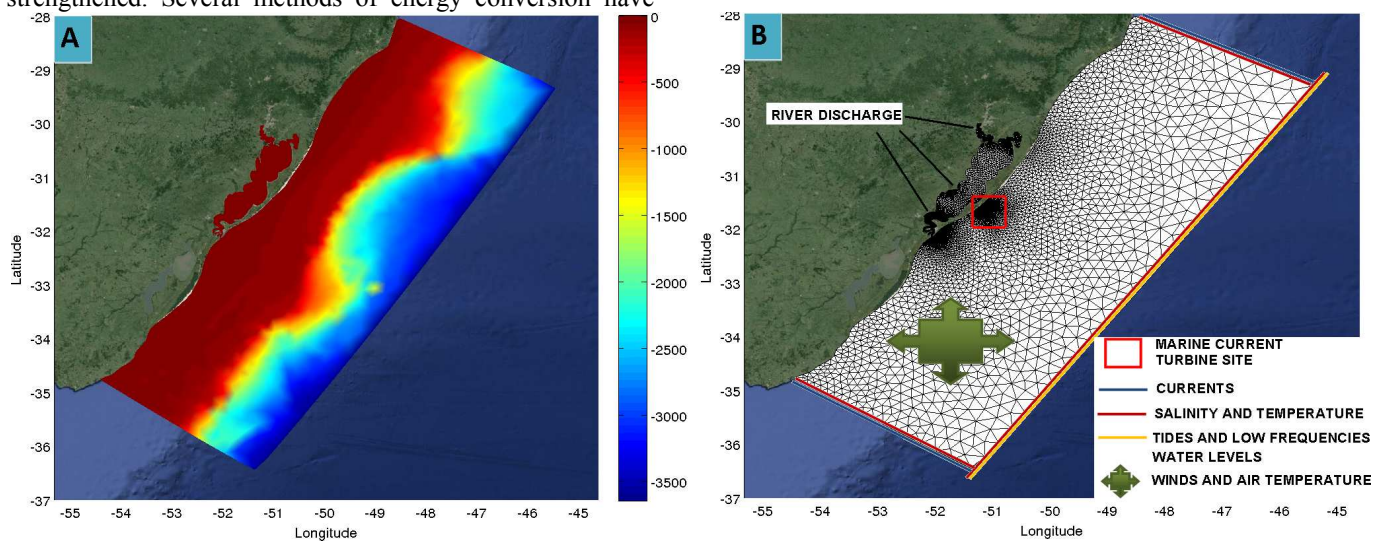 strengthened. Several methods of energy conversion have
A
-28
-29
-30
-31
-32
-33
-34
-35
-36
-37
Latitude
-55 -54 -53 -52 -51 -50 -49 -48 -47 -46 -45
Longitude
0
-500
-1000
-1500
-2000
-2500
-3000
-3500
B
-28
-29
-30
-31
-32
-33
-34
-35
-36
-37
Latitude
RIVER DISCHARGE
MARINE CURRENT
TURBINE SITE
CURRENTS
SALINITY AND TEMPERATURE
TIDES AND LOW FREQUENCIES
WATER LEVELS
WINDS AND AIR TEMPERATURE
-55 -54 -53 -52 -51 -50 -49 -48 -47 -46 -45
Longitude